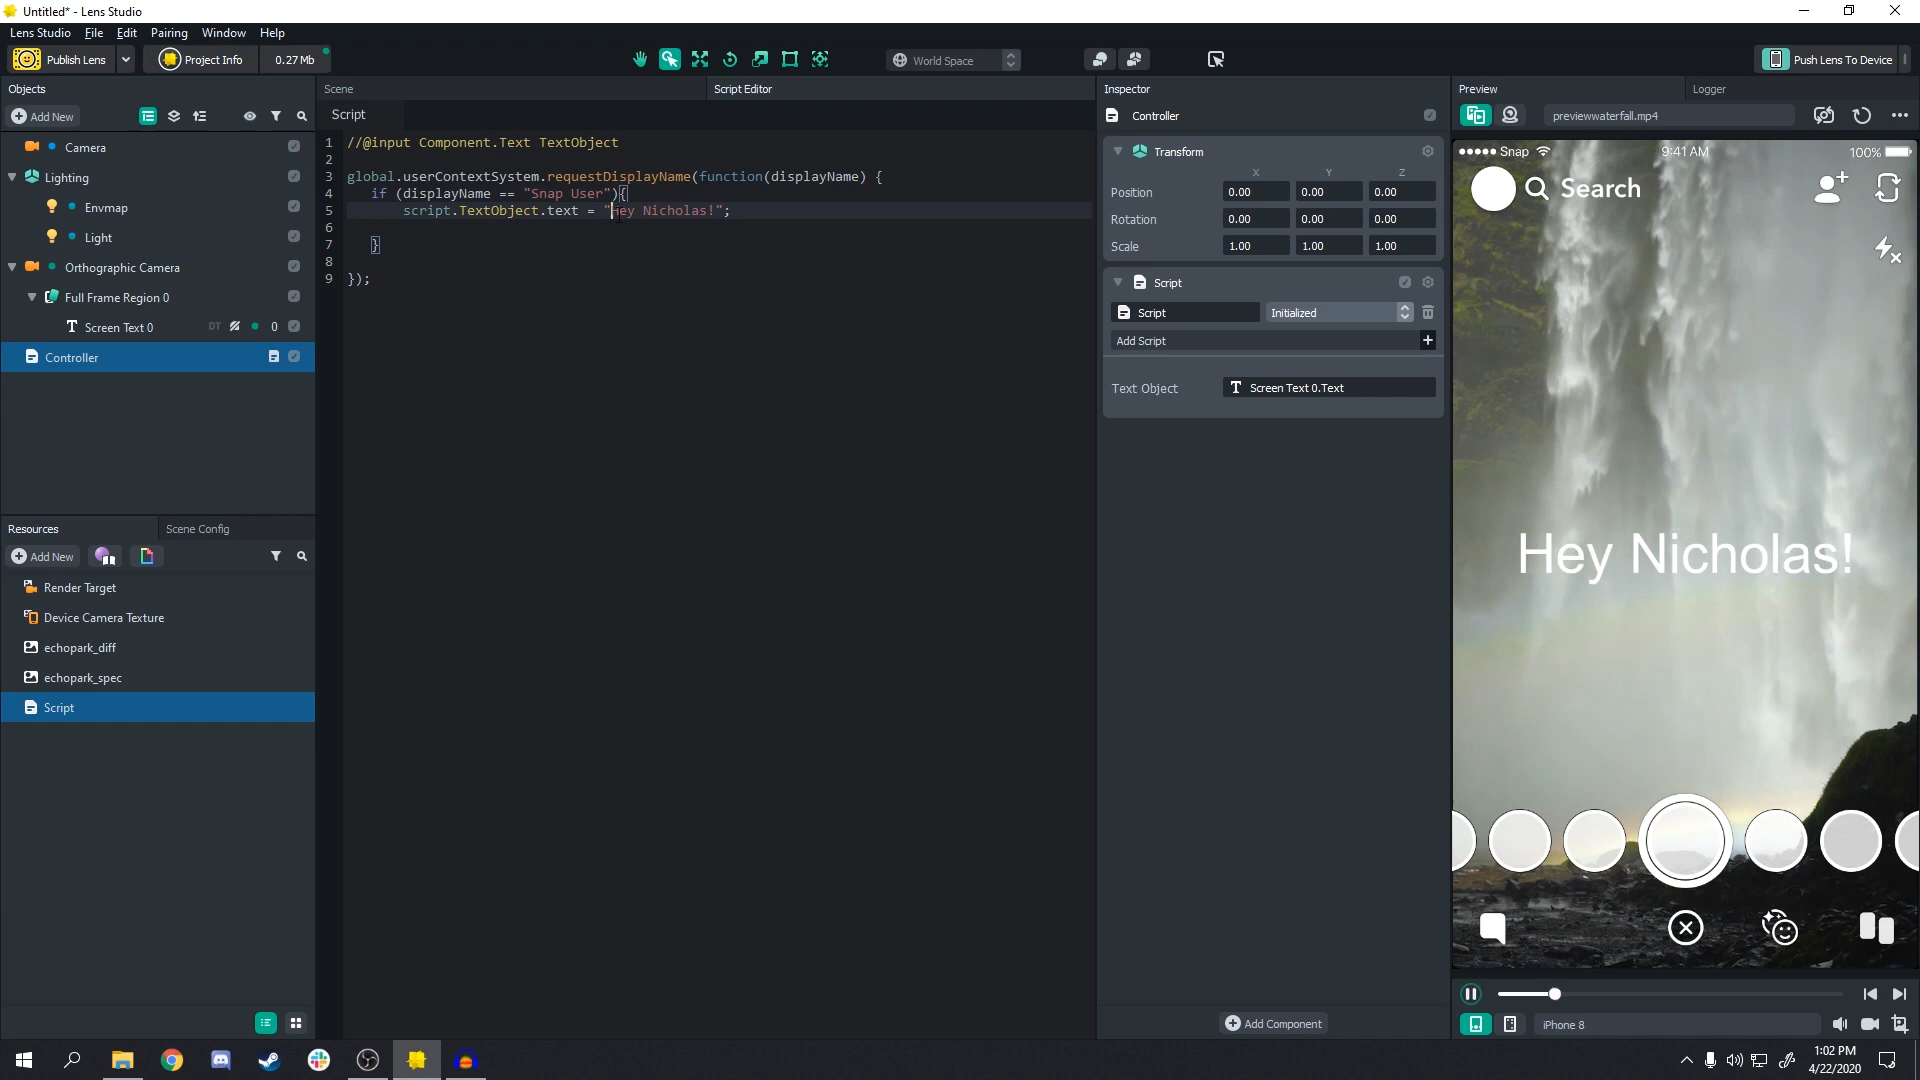 Untitled* - Lens Studio
Lens Studio File Edit Pairing Window Help
Publish Lens Project Info 0.27 Mb World Space Push Lens To Device
Objects
Add New
Camera
Lighting
Envmap
Light
Orthographic Camera
Full Frame Region 0
Screen Text 0 DT 0
Controller
Resources Scene Config
Add New
Render Target
Device Camera Texture
echopark_diff
echopark_spec
Script
Scene Script Editor
Script
1 //@input Component.Text TextObject
2
3 global.userContextSystem.requestDisplayName(function(displayName) {
4 if (displayName == "Snap User"){
5 script.TextObject.text = "Hey Nicholas!";
6
7 }
8
9 });
Inspector
Controller
Transform
X Y Z
Position 0.00 0.00 0.00
Rotation 0.00 0.00 0.00
Scale 1.00 1.00 1.00
Script
Script Initialized
Add Script
Text Object Screen Text 0.Text
Add Component
Preview Logger
previewwaterfall.mp4
Snap 9:41 AM 100%
Search
Hey Nicholas!
iPhone 8
1:02 PM
4/22/2020